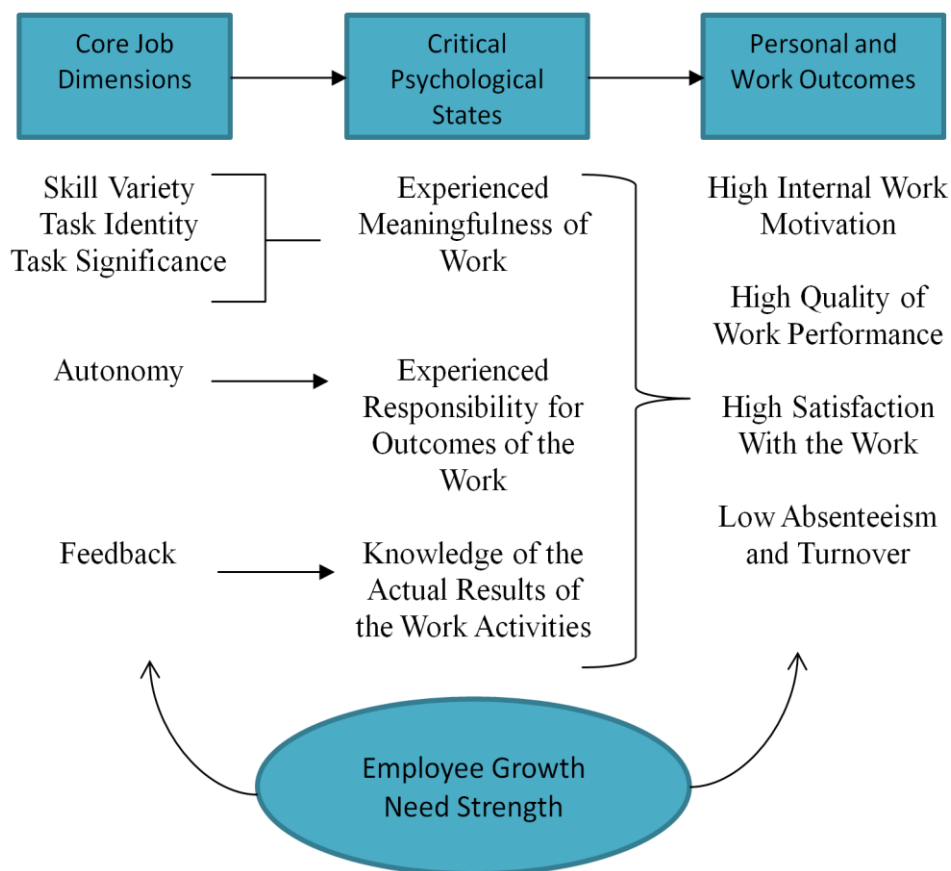 Core Job
Dimensions
Critical
Psychological
States
Personal and
Work Outcomes
Skill Variety
Task Identity
Task Significance
Experienced
Meaningfulness of
Work
High Internal Work
Motivation
High Quality of
Work Performance
Autonomy
Experienced
Responsibility for
Outcomes of the
Work
High Satisfaction
With the Work
Feedback
Knowledge of the
Actual Results of
the Work Activities
Low Absenteeism
and Turnover
Employee Growth
Need Strength